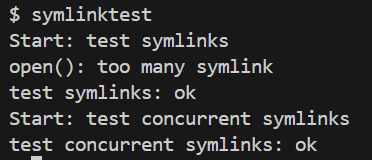 $ symlinktest
Start: test symlinks
open(): too many symlink
test symlinks: ok
Start: test concurrent symlinks
test concurrent symlinks: ok